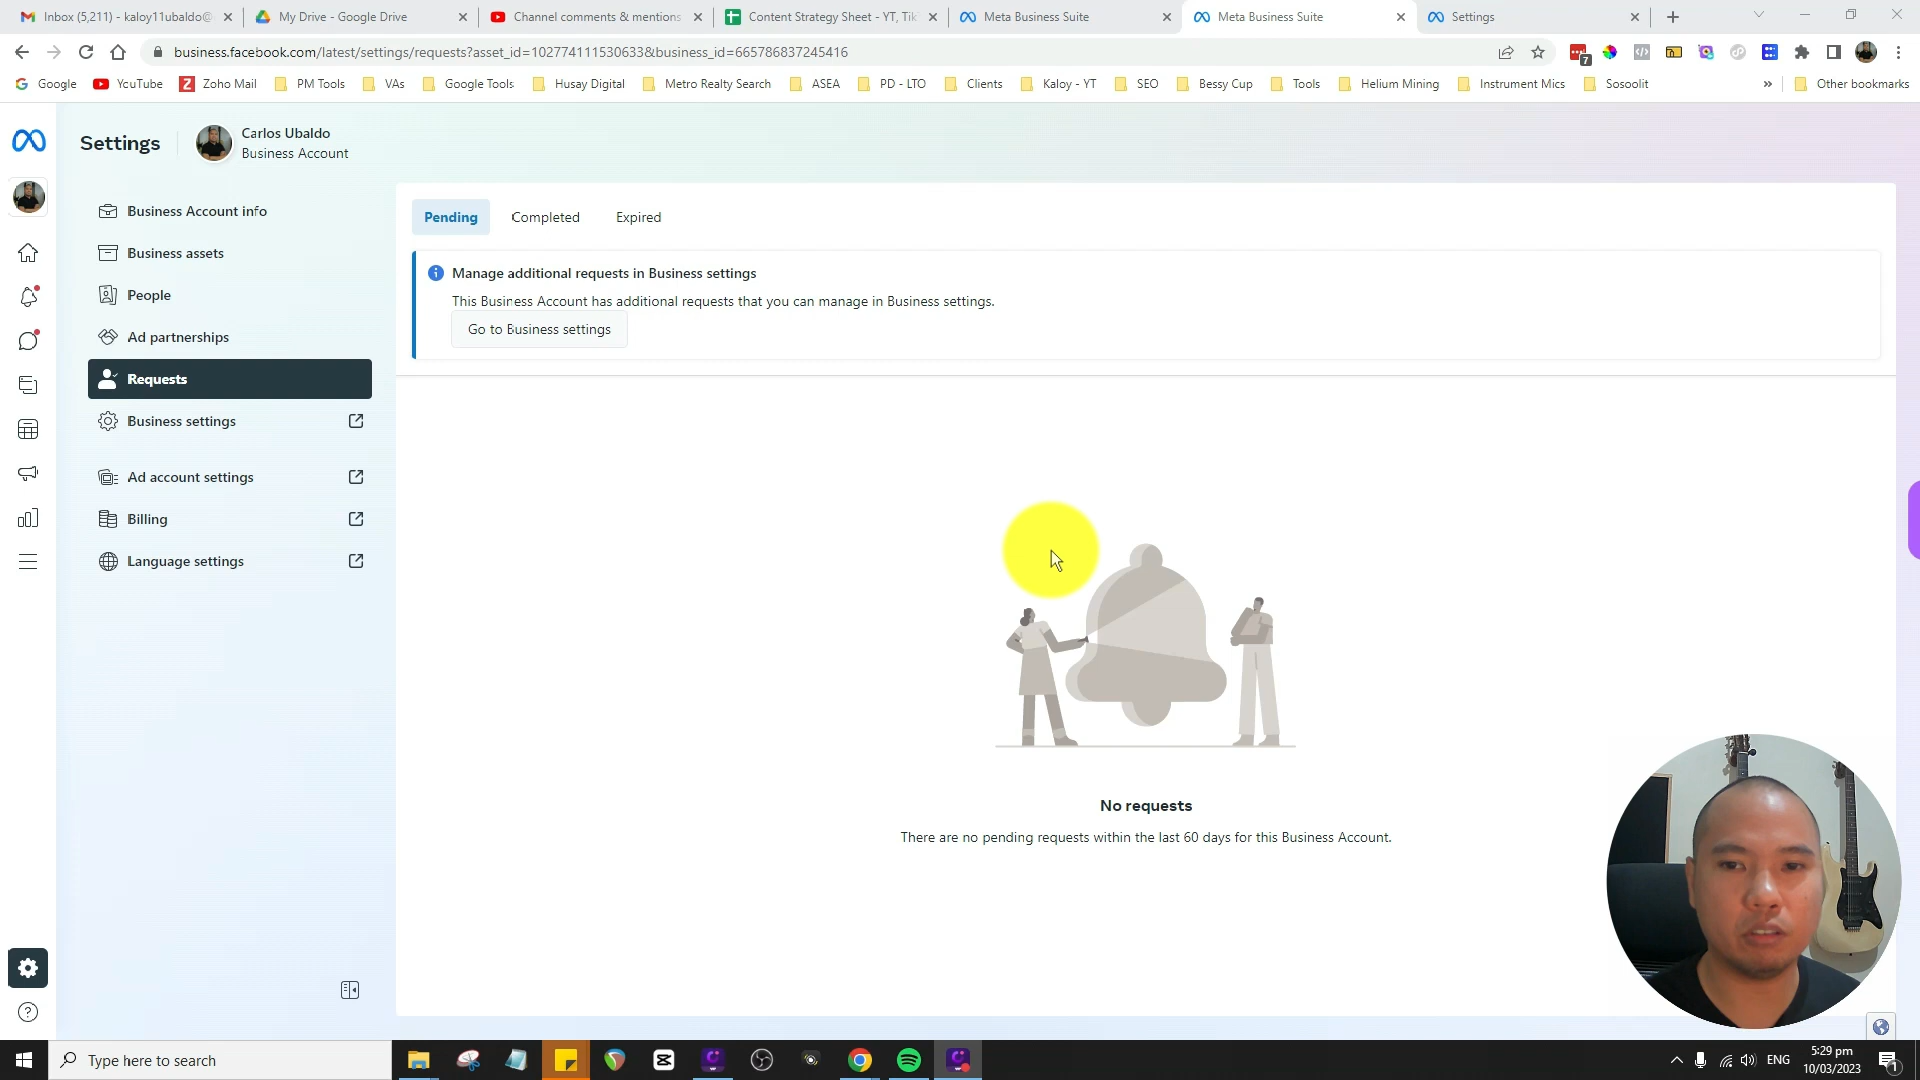 Inbox (5,211) - kaloy11ubaldo@
My Drive - Google Drive
Channel comments & mentions
Content Strategy Sheet - YT, Tik
Meta Business Suite
Meta Business Suite
Settings
business.facebook.com/latest/settings/requests?asset_id=102774111530633&business_id=665786837245416
7
Google
YouTube
Zoho Mail
PM Tools
VAs
Google Tools
Husay Digital
Metro Realty Search
ASEA
PD - LTO
Clients
Kaloy - YT
SEO
Bessy Cup
Tools
Helium Mining
Instrument Mics
Sosoolit
»
Other bookmarks
Settings
Carlos Ubaldo
Business Account
Business Account info
Business assets
People
Ad partnerships
Requests
Business settings
Ad account settings
Billing
Language settings
Pending
Completed
Expired
Manage additional requests in Business settings
This Business Account has additional requests that you can manage in Business settings.
Go to Business settings
No requests
There are no pending requests within the last 60 days for this Business Account.
Type here to search
ENG
5:29 pm
10/03/2023
1